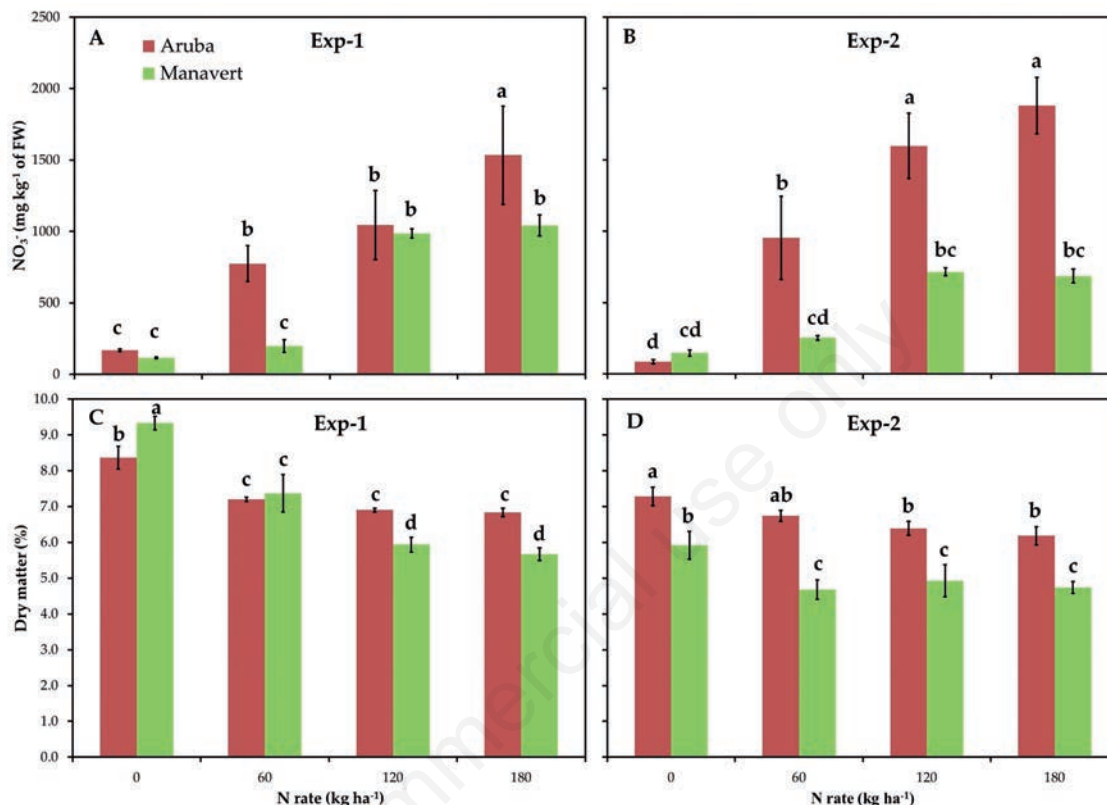 A
Exp-1
Aruba
Manavert
B
Exp-2
NO3- (mg kg-1 of FW)
2500
2000
1500
1000
500
0
c c b c b b a b
d cd b cd a bc a bc
C
Exp-1
D
Exp-2
Dry matter (%)
10.0
9.0
8.0
7.0
6.0
5.0
4.0
3.0
2.0
1.0
0.0
b a c c c d c d
a b ab c b c b c
0 60 120 180
0 60 120 180
N rate (kg ha-1)
N rate (kg ha-1)
mmercial use only